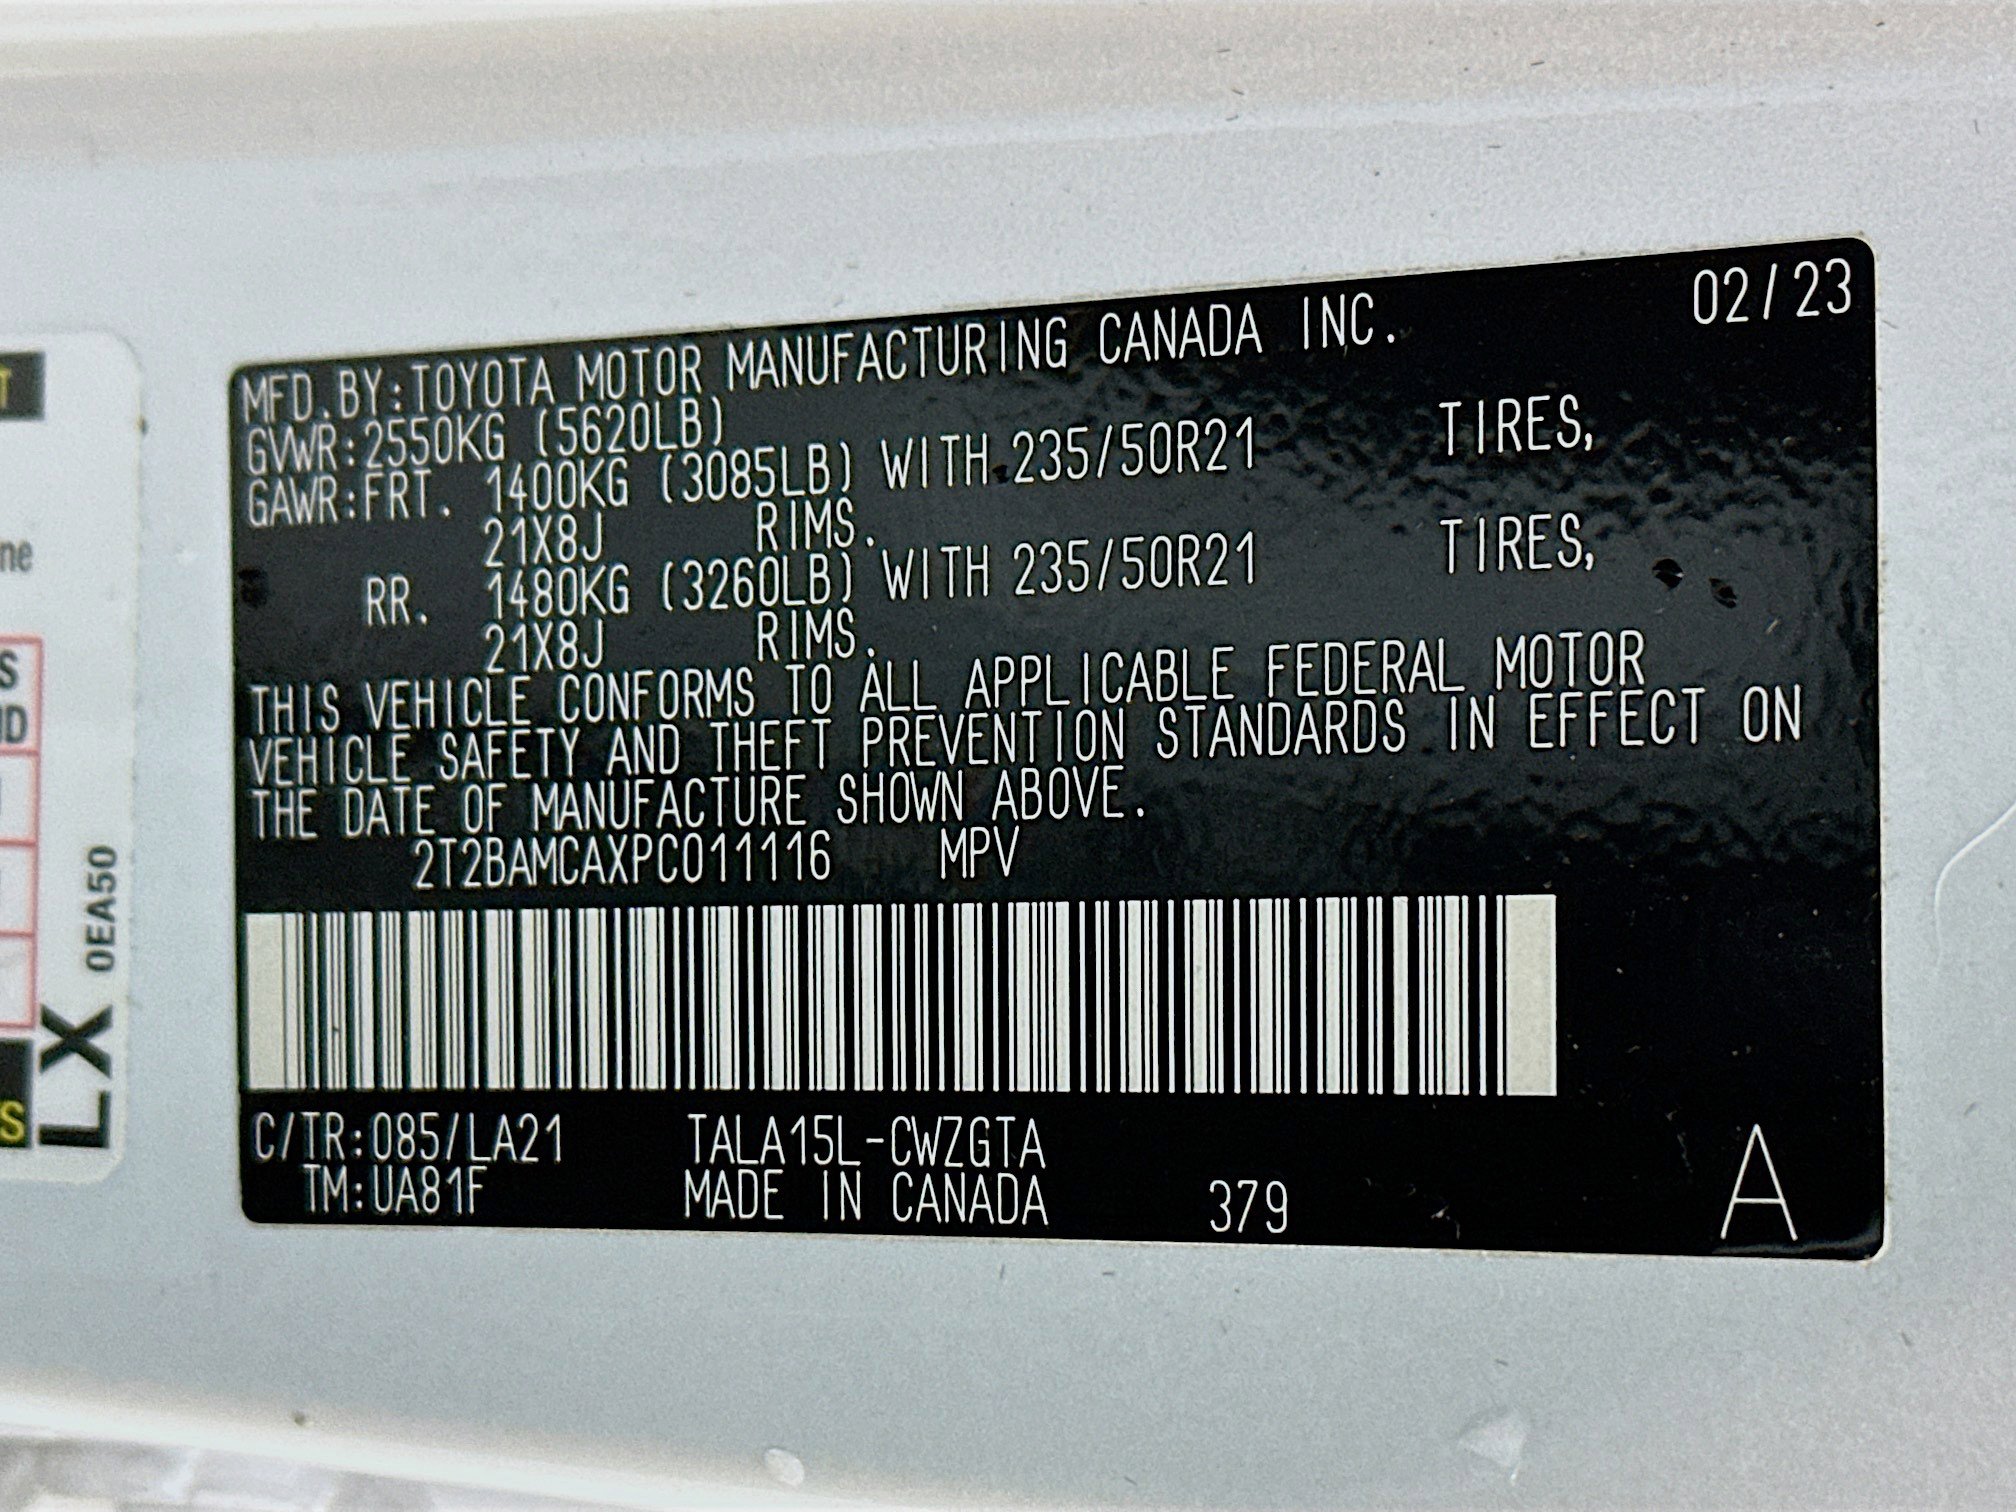 MFD. BY:TOYOTA MOTOR MANUFACTURING CANADA INC. 02/23
GVWR:2550KG (5620LB)
GAWR:FRT. 1400KG (3085LB) WITH 235/50R21 TIRES,
21X8J RIMS.
RR. 1480KG (3260LB) WITH 235/50R21 TIRES,
21X8J RIMS.
THIS VEHICLE CONFORMS TO ALL APPLICABLE FEDERAL MOTOR
VEHICLE SAFETY AND THEFT PREVENTION STANDARDS IN EFFECT ON
THE DATE OF MANUFACTURE SHOWN ABOVE.
2T2BAMCAXPC011116 MPV
C/TR:085/LA21 TALA15L-CWZGTA
TM:UA81F MADE IN CANADA 379 A
LX 0EA50